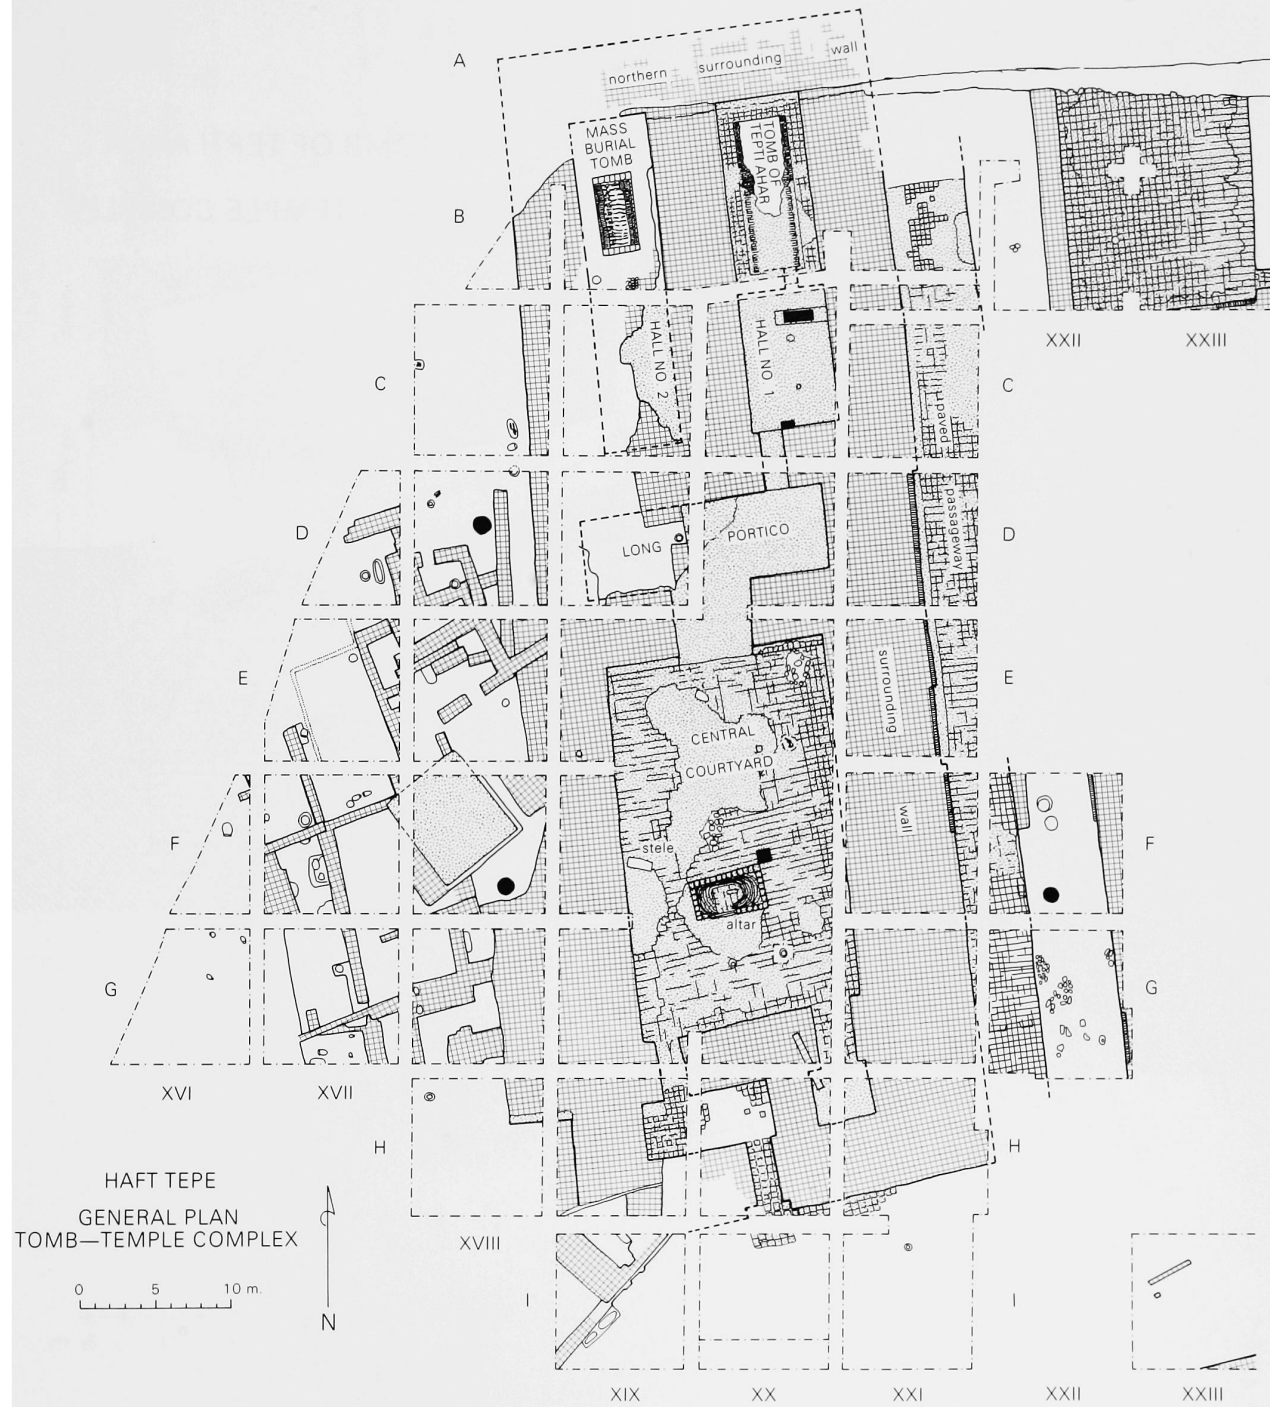 A
northern surrounding wall
MASS
BURIAL
TOMB
TOMB OF
TEPTI AHAR
B
XXII
XXIII
HALL NO. 2
HALL NO. 1
C
C
paved
passageway
D
LONG
PORTICO
D
E
surrounding
E
CENTRAL
COURTYARD
wall
F
stele
F
altar
G
G
XVI
XVII
H
H
HAFT TEPE
GENERAL PLAN
TOMB—TEMPLE COMPLEX
XVIII
0 5 10 m.
N
I
I
XIX
XX
XXI
XXII
XXIII